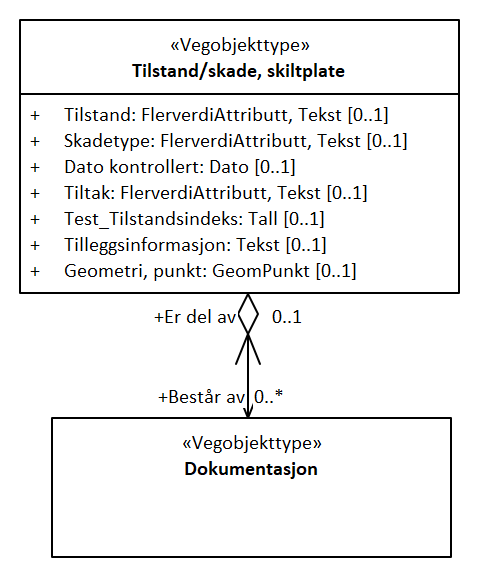 «Vegobjekttype»
Tilstand/skade, skiltplate
+ Tilstand: FlerverdiAttributt, Tekst [0..1]
+ Skadetype: FlerverdiAttributt, Tekst [0..1]
+ Dato kontrollert: Dato [0..1]
+ Tiltak: FlerverdiAttributt, Tekst [0..1]
+ Test_Tilstandsindeks: Tall [0..1]
+ Tilleggsinformasjon: Tekst [0..1]
+ Geometri, punkt: GeomPunkt [0..1]
+Er del av 0..1
+Består av 0..*
«Vegobjekttype»
Dokumentasjon